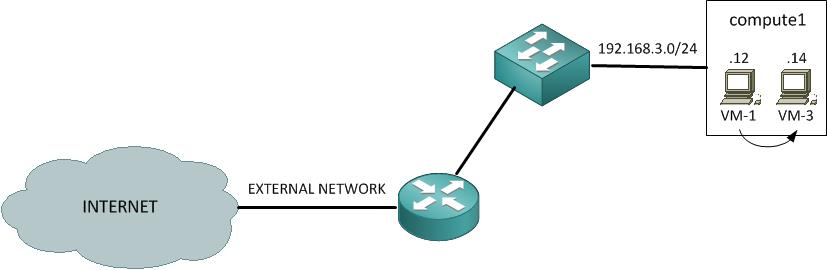 compute1
192.168.3.0/24
.12 .14
VM-1 VM-3
EXTERNAL NETWORK
INTERNET